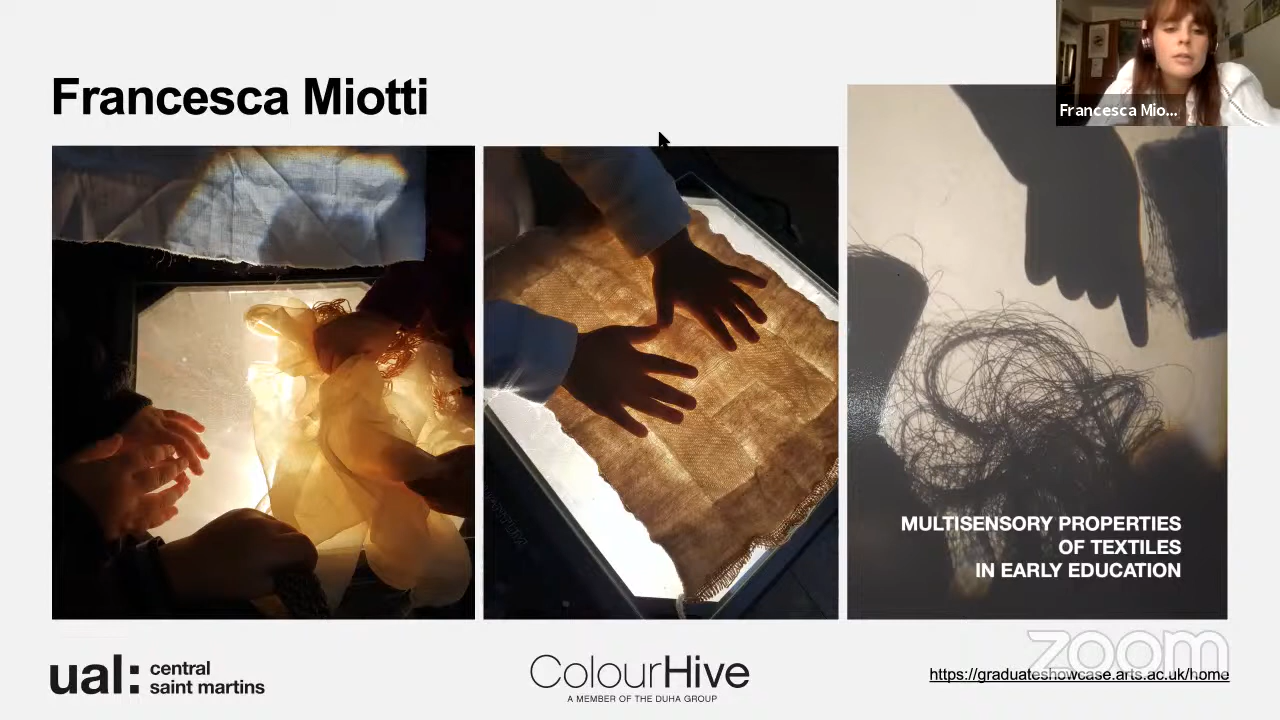 Francesca Miotti
Francesca Mio...
MULTISENSORY PROPERTIES
OF TEXTILES
IN EARLY EDUCATION
ual: central
saint martins
ColourHive
A MEMBER OF THE DUHA GROUP
zoom
https://graduateshowcase.arts.ac.uk/home